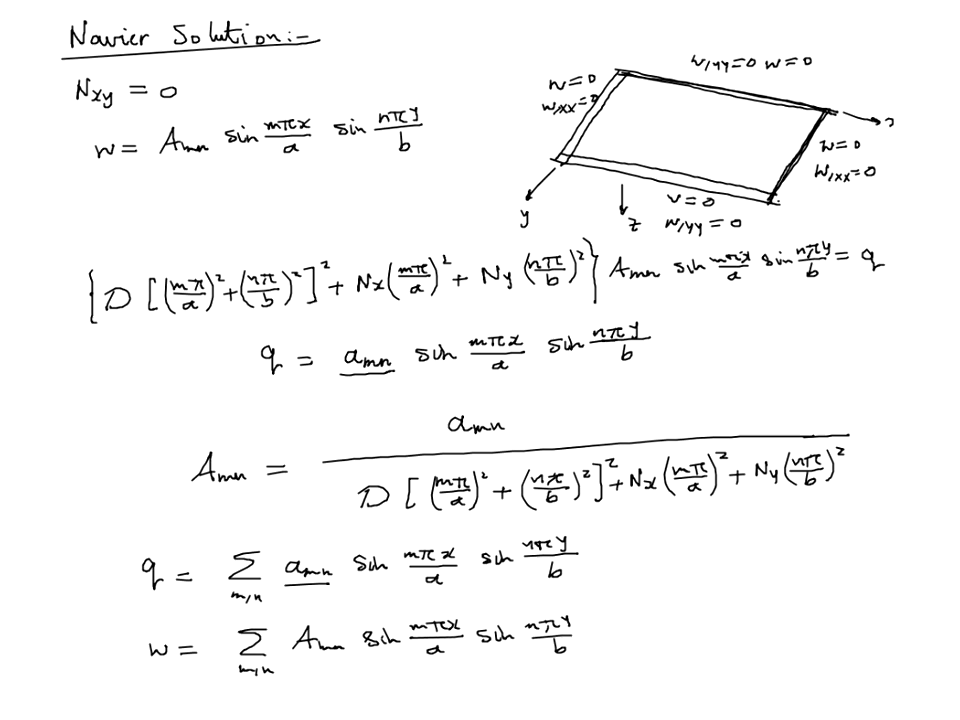 Navier Solution:-
N_xy = 0
w = A_mn sin mπx/a sin nπy/b
w=0
w,xx=0
w,yy=0 w=0
x
w=0
w,xx=0
y
z
v=0
w,yy=0
{D [(mπ/a)² + (nπ/b)²]² + Nx (mπ/a)² + Ny (nπ/b)²} A_mn sin mπx/a sin nπy/b = q
q = a_mn sin mπx/a sin nπy/b
A_mn = a_mn / D [(mπ/a)² + (nπ/b)²]² + Nx (mπ/a)² + Ny (nπ/b)²
q = Σ_m,n a_mn sin mπx/a sin nπy/b
w = Σ_m,n A_mn sin mπx/a sin nπy/b